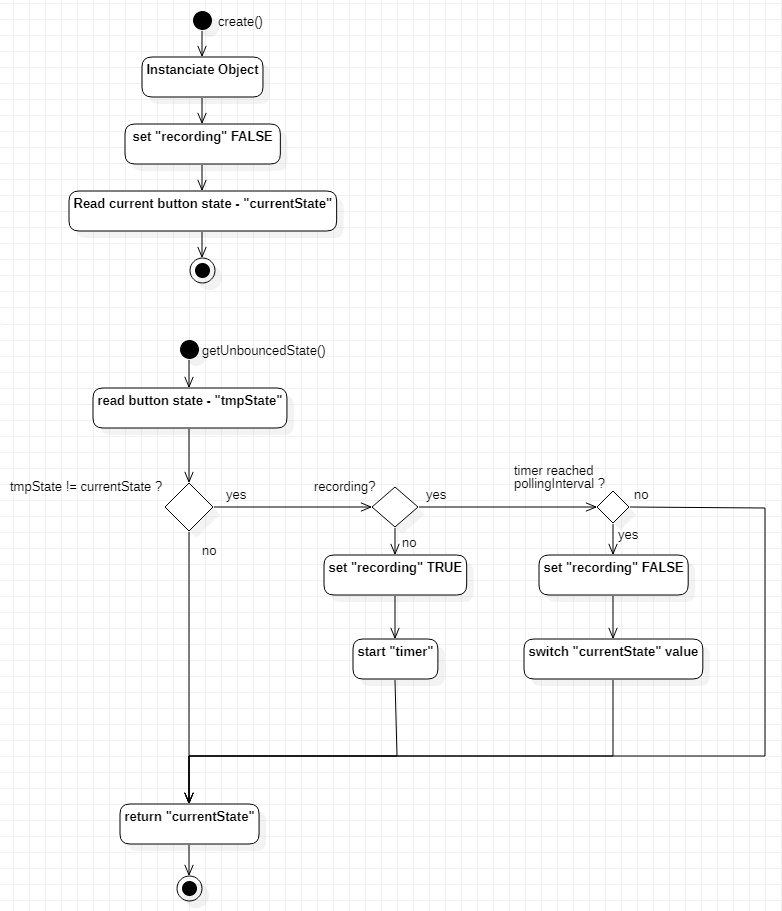 create()
Instanciate Object
set "recording" FALSE
Read current button state - "currentState"
getUnbouncedState()
read button state - "tmpState"
tmpState != currentState ?
yes
no
recording?
yes
no
timer reached
pollingInterval ?
no
yes
set "recording" TRUE
set "recording" FALSE
start "timer"
switch "currentState" value
return "currentState"